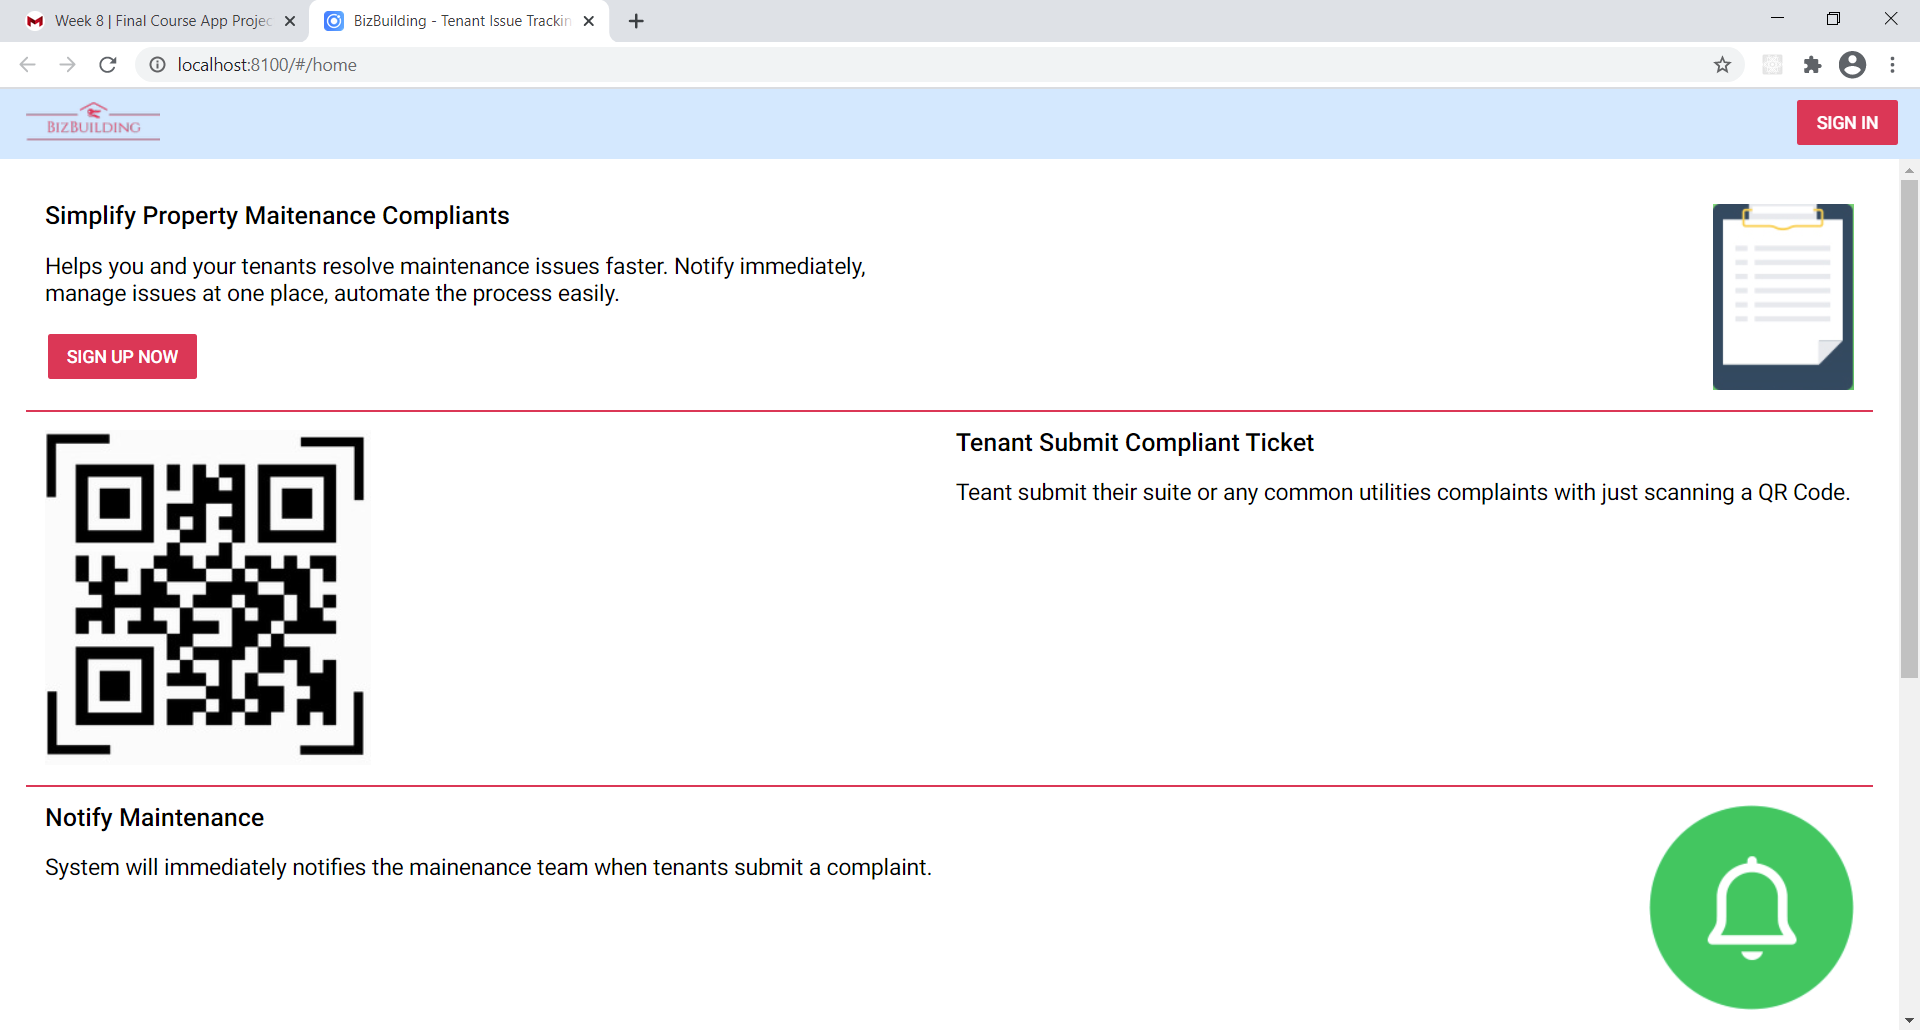 Week 8 | Final Course App Projec
BizBuilding - Tenant Issue Trackin
localhost:8100/#/home
BIZBUILDING
SIGN IN
Simplify Property Maitenance Compliants
Helps you and your tenants resolve maintenance issues faster. Notify immediately,
manage issues at one place, automate the process easily.
SIGN UP NOW
Tenant Submit Compliant Ticket
Teant submit their suite or any common utilities complaints with just scanning a QR Code.
Notify Maintenance
System will immediately notifies the mainenance team when tenants submit a complaint.